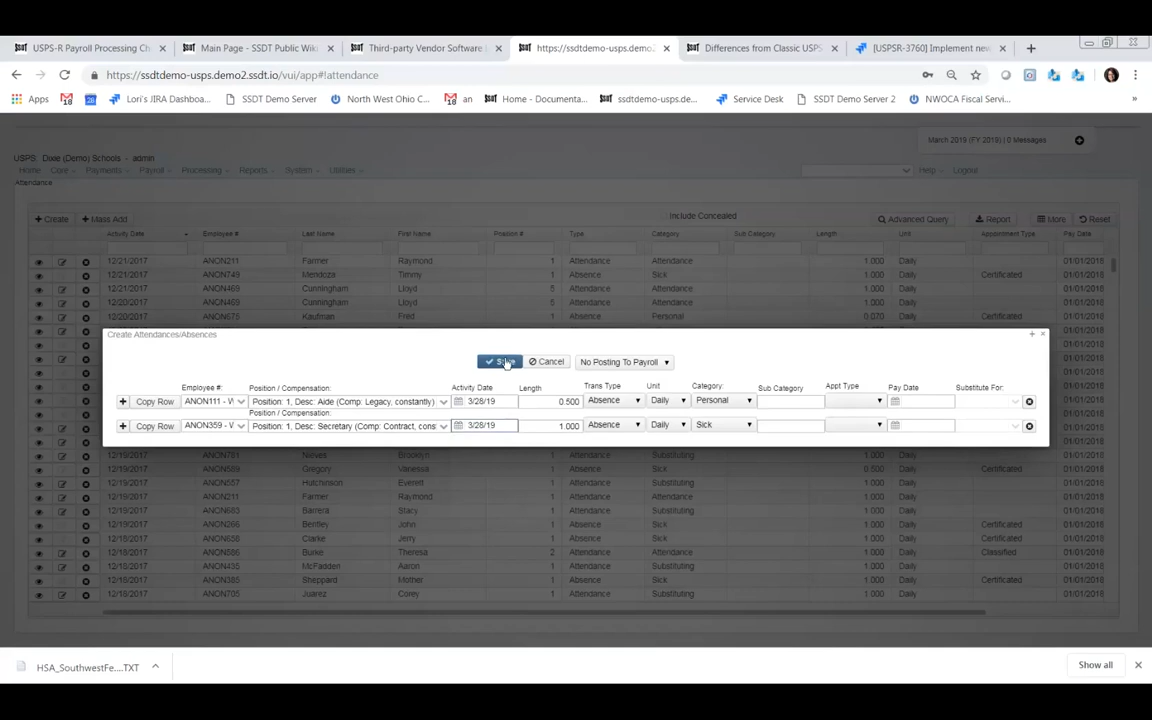 USPS-R Payroll Processing Ch
Main Page - SSDT Public Wiki
Third-party Vendor Software L
https://ssdtdemo-usps.demo2.
Differences from Classic USPS
[USPSR-3760] Implement new
https://ssdtdemo-usps.demo2.ssdt.io/vui/app#!attendance
Apps
Lori's JIRA Dashboa...
SSDT Demo Server
North West Ohio C...
an
Home - Documenta...
ssdtdemo-usps.de...
Service Desk
SSDT Demo Server 2
NWOCA Fiscal Servi...
»
March 2019 (FY 2019) | 0 Messages
USPS: Dixie (Demo) Schools - admin
Home Core Payments Payroll Processing Reports System Utilities Help Logout
Attendance
Create Mass Add Include Concealed Advanced Query Report More Reset
Activity Date Employee # Last Name First Name Position # Type Category Sub Category Length Unit Appointment Type Pay Date
12/21/2017 ANON211 Farmer Raymond 1 Attendance Attendance 1.000 Daily 01/01/2018
12/21/2017 ANON749 Mendoza Timmy 1 Absence Sick 1.000 Daily Certificated 01/01/2018
12/21/2017 ANON469 Cunningham Lloyd Attendance Attendance 1.000 Daily 01/01/2018
12/20/2017 ANON469 Cunningham Lloyd Attendance Attendance 1.000 Daily 01/01/2018
12/20/2017 ANON675 Kaufman Fred 1 Absence Personal 0.070 Daily Certificated 01/01/2018
Create Attendances/Absences
Save Cancel No Posting To Payroll
Employee #: Position / Compensation: Activity Date Length Trans Type Unit Category: Sub Category Appt Type Pay Date Substitute For:
Copy Row ANON111 - V Position: 1, Desc: Aide (Comp: Legacy, constantly) 3/28/19 0.500 Absence Daily Personal
Position / Compensation:
Copy Row ANON359 - V Position: 1, Desc: Secretary (Comp: Contract, cons 3/28/19 1.000 Absence Daily Sick
12/19/2017 ANON781 Nieves Brooklyn 1 Attendance Substituting 1.000 Daily 01/01/2018
12/19/2017 ANON589 Gregory Vanessa 1 Absence Sick 0.500 Daily Certificated 01/01/2018
12/19/2017 ANON557 Hutchinson Everett 1 Attendance Substituting 1.000 Daily 01/01/2018
12/19/2017 ANON211 Farmer Raymond 1 Attendance Attendance 1.000 Daily 01/01/2018
12/19/2017 Barrera Stacy 1 Attendance Substituting 1.000 Daily 01/01/2018
12/19/2017 ANON266 Bentley John 1 Absence Sick 1.000 Daily Certificated 01/01/2018
12/18/2017 Clarke Jerry 1 Absence Sick 1.000 Daily Certificated 01/01/2018
12/18/2017 Burke Theresa 2 Attendance Attendance 1.000 Daily Classified 01/01/2018
12/18/2017 ANON435 McFadden Aaron 1 Attendance Substituting 1.000 Daily 01/01/2018
12/18/2017 ANON385 Sheppard Mother 1 Absence Sick 1.000 Daily Certificated 01/01/2018
12/18/2017 ANON705 Juarez Corey 1 Attendance Substituting 1.000 Daily 01/01/2018
HSA_SouthwestFe....TXT
Show all